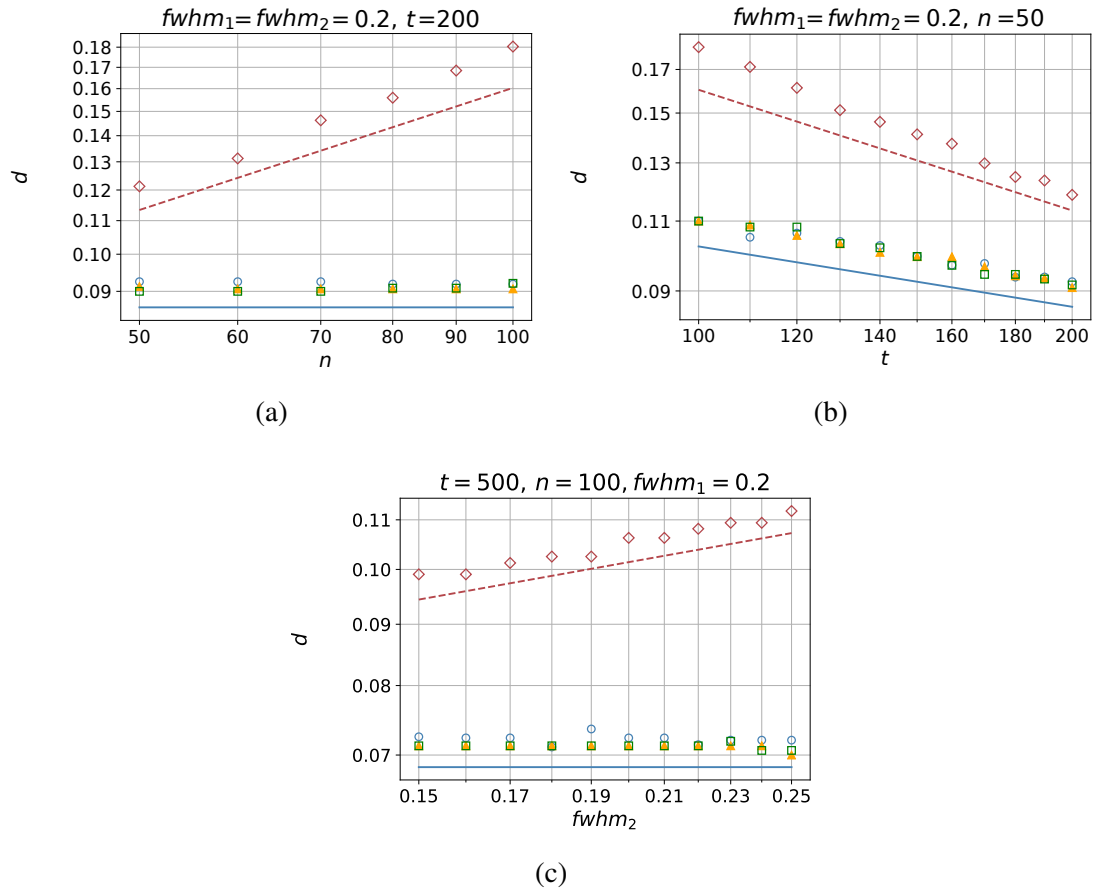 fwhm₁= fwhm₂ = 0.2, t=200
0.18
0.17
0.16
0.15
0.14
0.13
0.12
0.11
0.10
0.09
d
50 60 70 80 90 100
n
(a)
fwhm₁= fwhm₂ = 0.2, n=50
0.17
0.15
0.13
0.11
0.09
d
100 120 140 160 180 200
t
(b)
t = 500, n = 100, fwhm₁ = 0.2
0.11
0.10
0.09
0.08
0.07
d
0.15 0.17 0.19 0.21 0.23 0.25
fwhm₂
(c)